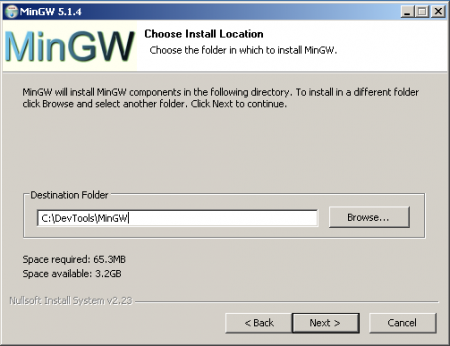 MinGW 5.1.4
MinGW
Choose Install Location
Choose the folder in which to install MinGW.
MinGW will install MinGW components in the following directory. To install in a different folder
click Browse and select another folder. Click Next to continue.
Destination Folder
C:\DevTools\MinGW
Browse...
Space required: 65.3MB
Space available: 3.2GB
Nullsoft Install System v2.23
< Back
Next >
Cancel